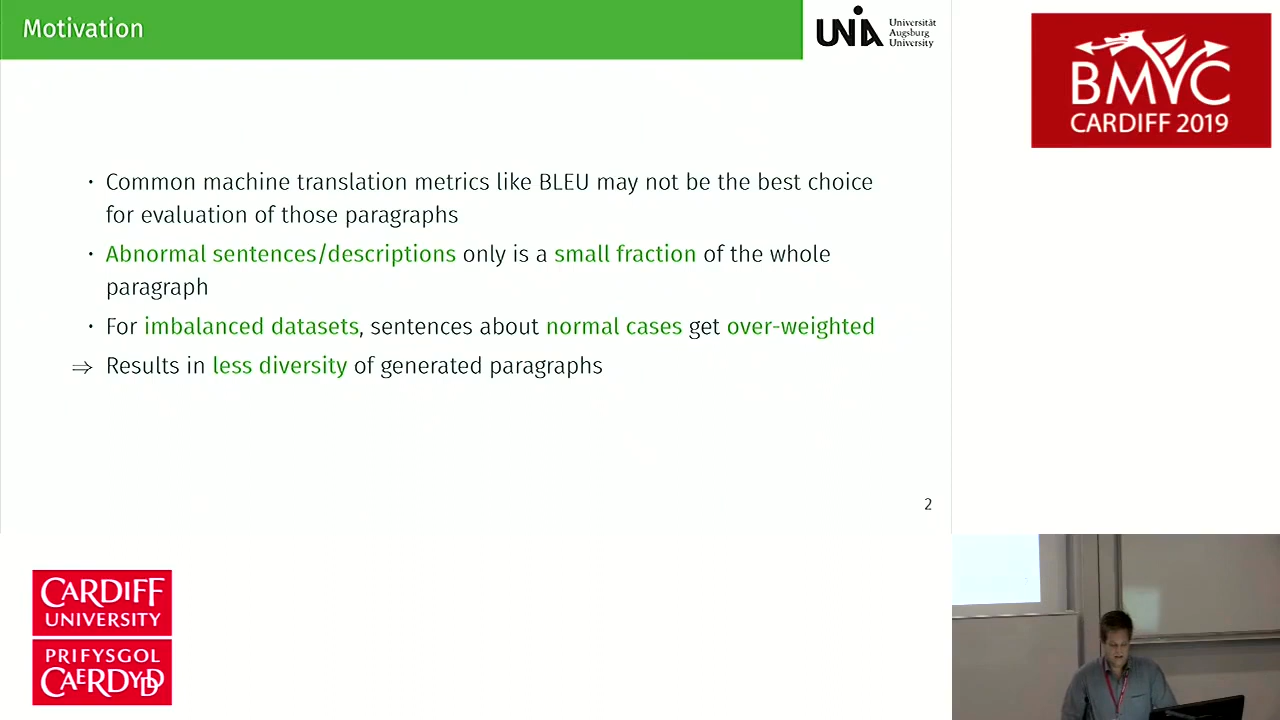 Motivation
UNIA
Universität
Augsburg
University
BMVC
CARDIFF 2019
· Common machine translation metrics like BLEU may not be the best choice
for evaluation of those paragraphs
· Abnormal sentences/descriptions only is a small fraction of the whole
paragraph
· For imbalanced datasets, sentences about normal cases get over-weighted
⇒ Results in less diversity of generated paragraphs
2
CARDIFF
UNIVERSITY
PRIFYSGOL
CAERDYDD